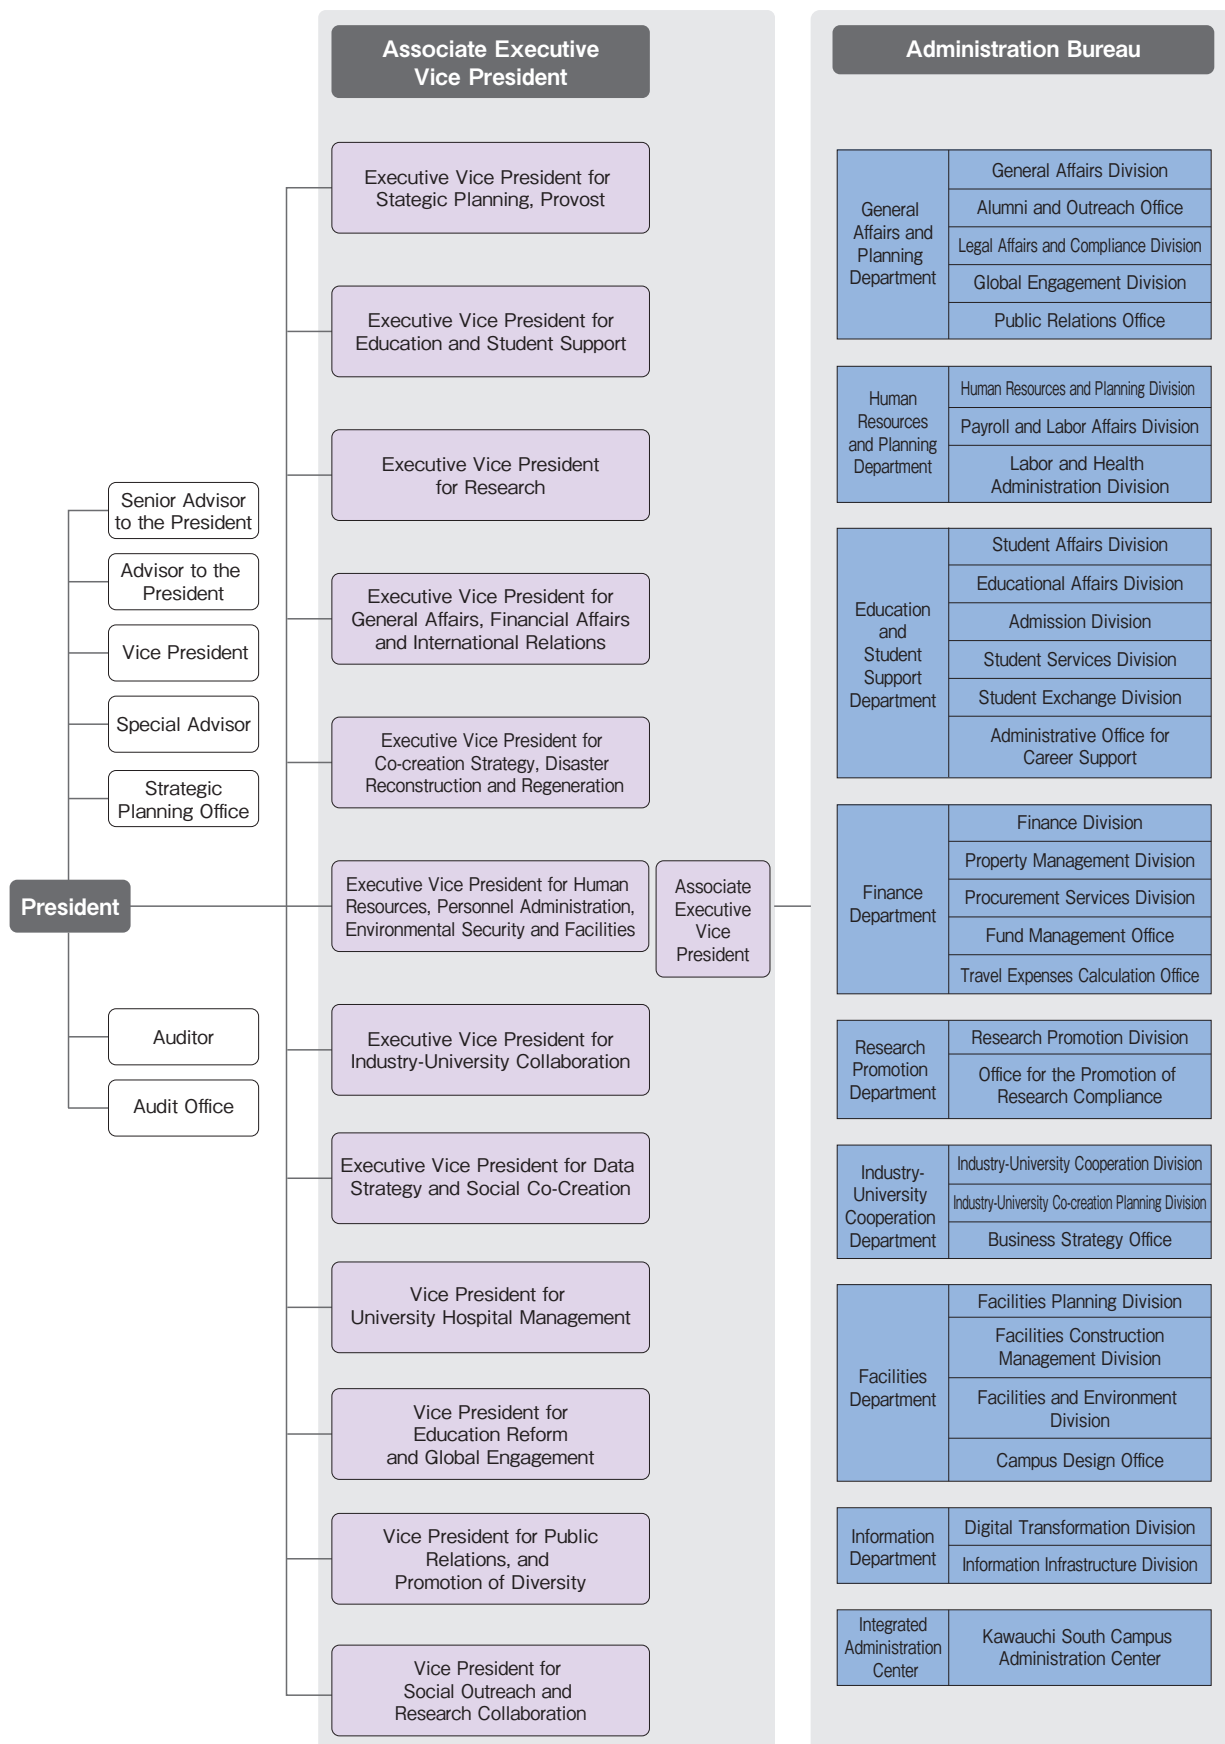 Associate Executive
Vice President
Administration Bureau
President
Senior Advisor
to the President
Advisor to the
President
Vice President
Special Advisor
Strategic
Planning Office
Auditor
Audit Office
Executive Vice President for
Stategic Planning, Provost
Executive Vice President for
Education and Student Support
Executive Vice President
for Research
Executive Vice President for
General Affairs, Financial Affairs
and International Relations
Executive Vice President for
Co-creation Strategy, Disaster
Reconstruction and Regeneration
Executive Vice President for Human
Resources, Personnel Administration,
Environmental Security and Facilities
Associate
Executive
Vice
President
Executive Vice President for
Industry-University Collaboration
Executive Vice President for Data
Strategy and Social Co-Creation
Vice President for
University Hospital Management
Vice President for
Education Reform
and Global Engagement
Vice President for Public
Relations, and
Promotion of Diversity
Vice President for
Social Outreach and
Research Collaboration
General
Affairs and
Planning
Department
General Affairs Division
Alumni and Outreach Office
Legal Affairs and Compliance Division
Global Engagement Division
Public Relations Office
Human
Resources
and Planning
Department
Human Resources and Planning Division
Payroll and Labor Affairs Division
Labor and Health
Administration Division
Education
and
Student
Support
Department
Student Affairs Division
Educational Affairs Division
Admission Division
Student Services Division
Student Exchange Division
Administrative Office for
Career Support
Finance
Department
Finance Division
Property Management Division
Procurement Services Division
Fund Management Office
Travel Expenses Calculation Office
Research
Promotion
Department
Research Promotion Division
Office for the Promotion of
Research Compliance
Industry-
University
Cooperation
Department
Industry-University Cooperation Division
Industry-University Co-creation Planning Division
Business Strategy Office
Facilities
Department
Facilities Planning Division
Facilities Construction
Management Division
Facilities and Environment
Division
Campus Design Office
Information
Department
Digital Transformation Division
Information Infrastructure Division
Integrated
Administration
Center
Kawauchi South Campus
Administration Center